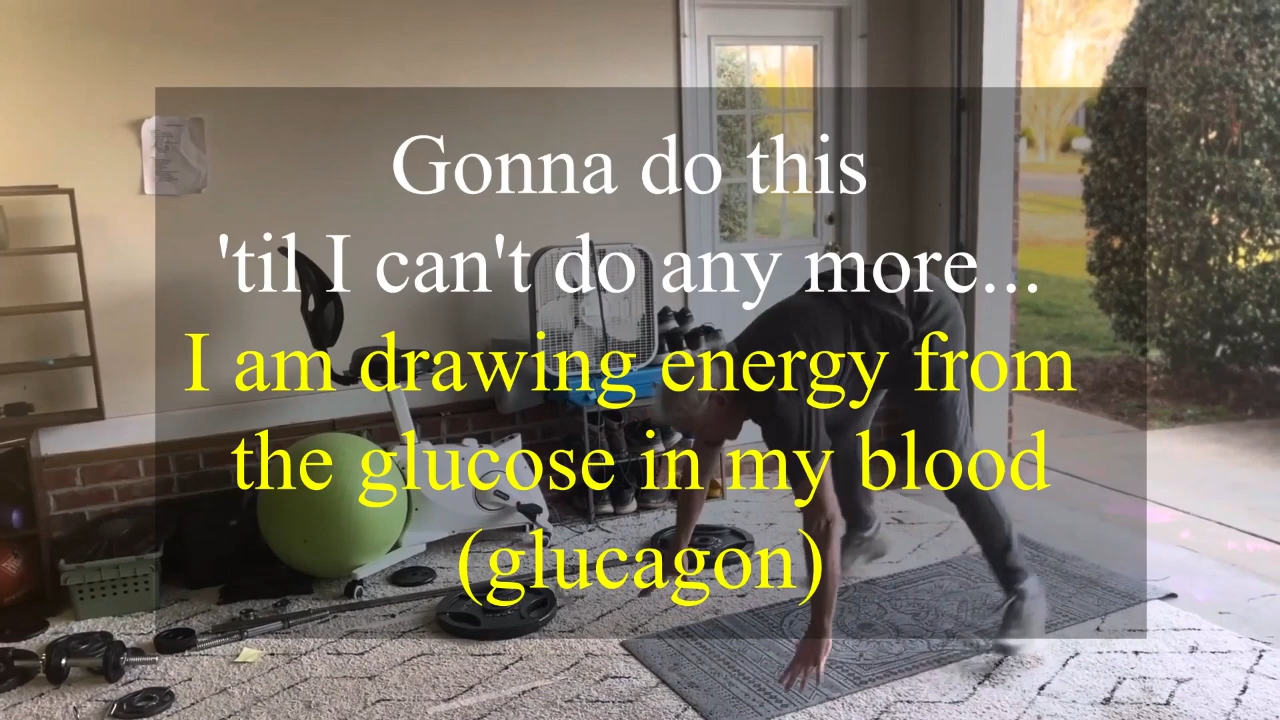 Gonna do this
'til I can't do any more...
I am drawing energy from
the glucose in my blood
(glucagon)